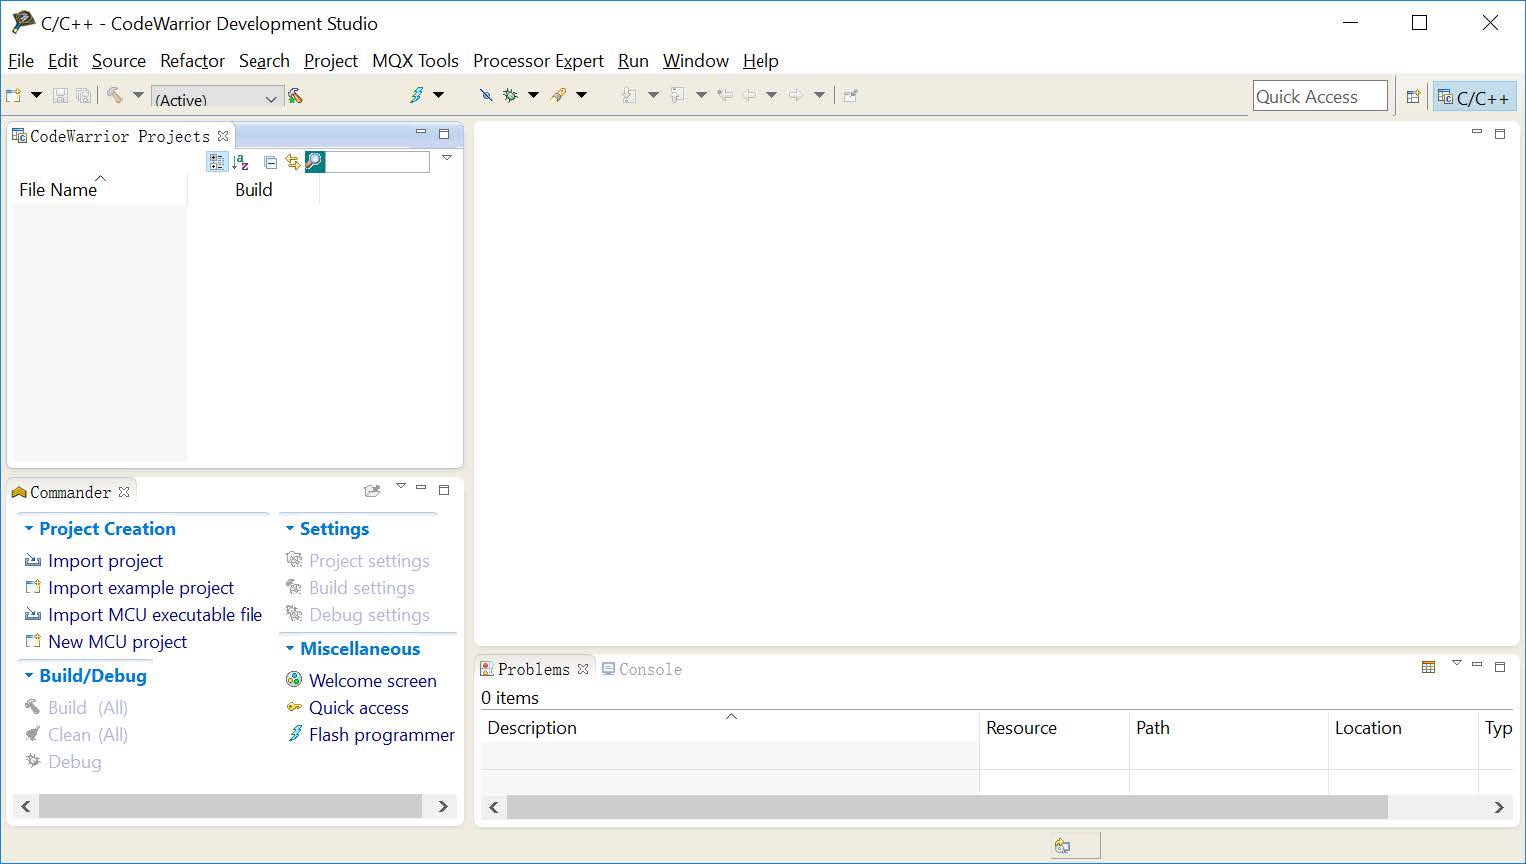 C/C++ - CodeWarrior Development Studio
File Edit Source Refactor Search Project MQX Tools Processor Expert Run Window Help
(Active)
Quick Access
C/C++
CodeWarrior Projects
File Name Build
Commander
Project Creation
Import project
Import example project
Import MCU executable file
New MCU project
Build/Debug
Build (All)
Clean (All)
Debug
Settings
Project settings
Build settings
Debug settings
Miscellaneous
Welcome screen
Quick access
Flash programmer
Problems Console
0 items
Description Resource Path Location Typ